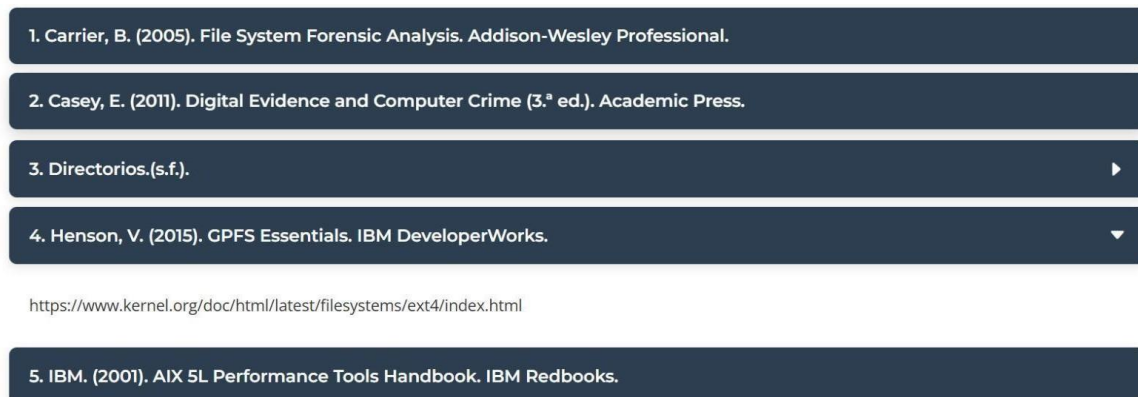 1. Carrier, B. (2005). File System Forensic Analysis. Addison-Wesley Professional.
2. Casey, E. (2011). Digital Evidence and Computer Crime (3.ª ed.). Academic Press.
3. Directorios.(s.f.).
4. Henson, V. (2015). GPFS Essentials. IBM DeveloperWorks.
https://www.kernel.org/doc/html/latest/filesystems/ext4/index.html
5. IBM. (2001). AIX 5L Performance Tools Handbook. IBM Redbooks.